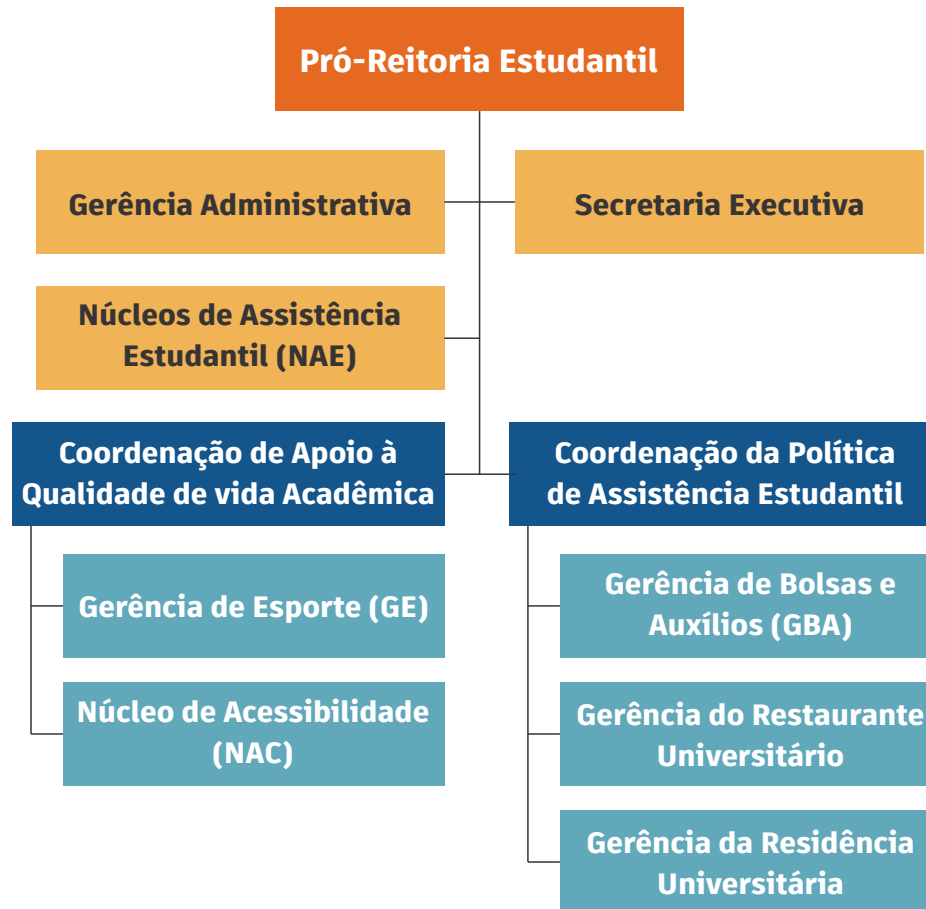 Pró-Reitoria Estudantil
Gerência Administrativa
Secretaria Executiva
Núcleos de Assistência
Estudantil (NAE)
Coordenação de Apoio à
Qualidade de vida Acadêmica
Coordenação da Política
de Assistência Estudantil
Gerência de Esporte (GE)
Núcleo de Acessibilidade
(NAC)
Gerência de Bolsas e
Auxílios (GBA)
Gerência do Restaurante
Universitário
Gerência da Residência
Universitária